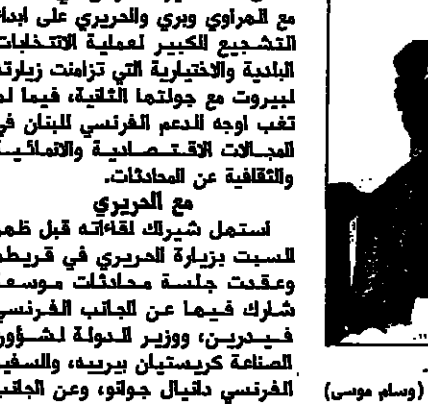 مع الهراوي وبري والحريري على ابدا
التشجيع الكبير لعملية الانتخابات
البلدية والاختيارية التي تزامنت زيارته
لبيروت مع جولتها الثانية، فيما لم
تغب اوجه الدعم الفرنسي للبنان في
المجالات الاقتصادية والانمائية
والثقافية عن المحادثات.
مع الحريري
استهل شيراك لقاءاته قبل ظهر
السبت بزيارة الحريري في قريطم
وعقدت جلسة محادثات موسعة
شارك فيها عن الجانب الفرنسي
فيدرين، ووزير الدولة لشؤون
الصناعة كريستيان بيريه، والسفير
الفرنسي دانيال جوانو، وعن الجانب
(وسام موسى)